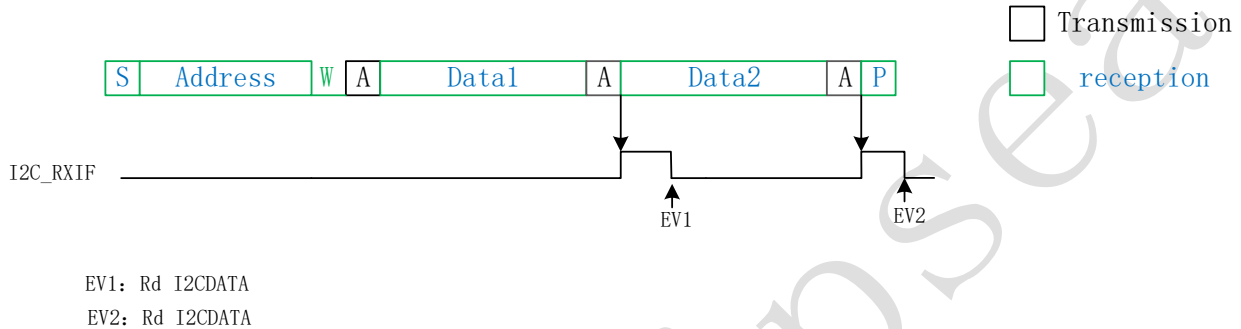 Transmission
S Address W A Data1 A Data2 A P
reception
I2C_RXIF
EV1 EV2
EV1: Rd I2CDATA
EV2: Rd I2CDATA